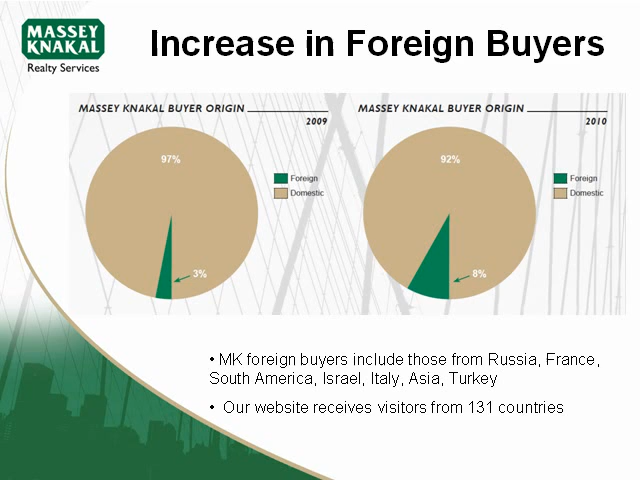 MASSEY
KNAKAL
Realty Services
Increase in Foreign Buyers
MASSEY KNAKAL BUYER ORIGIN
2009
97%
Foreign
Domestic
3%
MASSEY KNAKAL BUYER ORIGIN
2010
92%
Foreign
Domestic
8%
• MK foreign buyers include those from Russia, France,
South America, Israel, Italy, Asia, Turkey
• Our website receives visitors from 131 countries